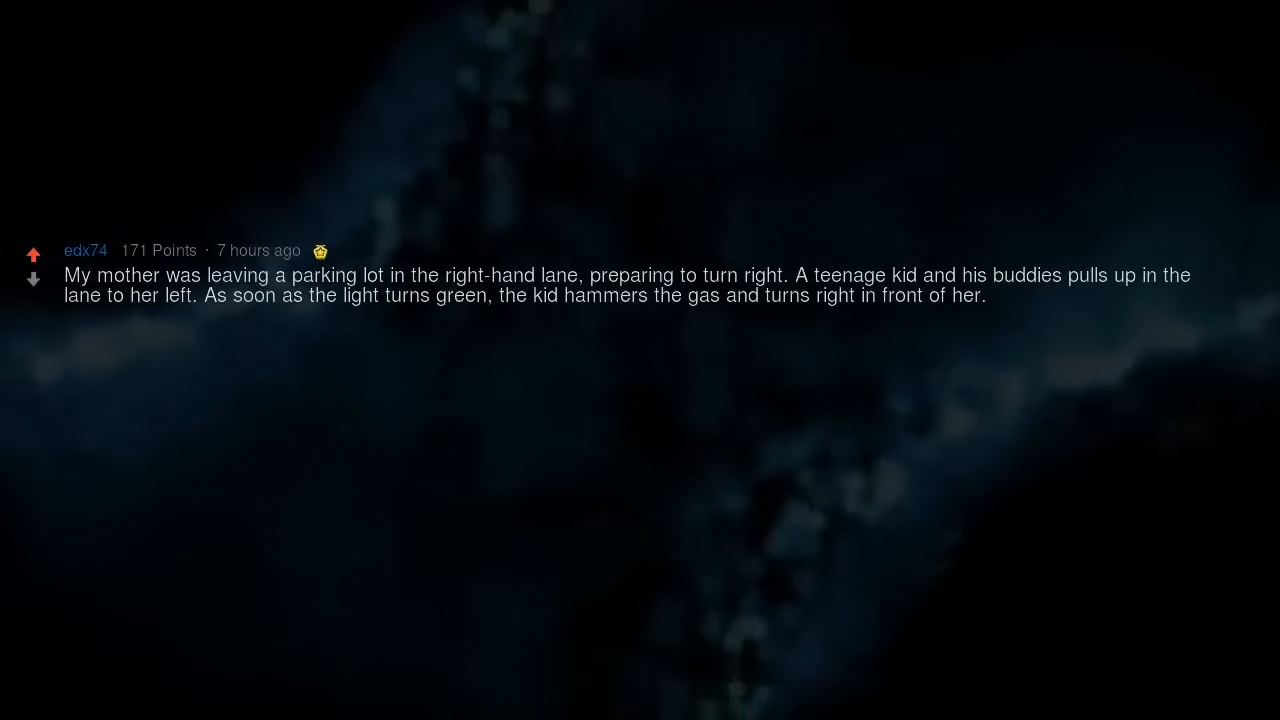 edx74 171 Points · 7 hours ago
My mother was leaving a parking lot in the right-hand lane, preparing to turn right. A teenage kid and his buddies pulls up in the
lane to her left. As soon as the light turns green, the kid hammers the gas and turns right in front of her.